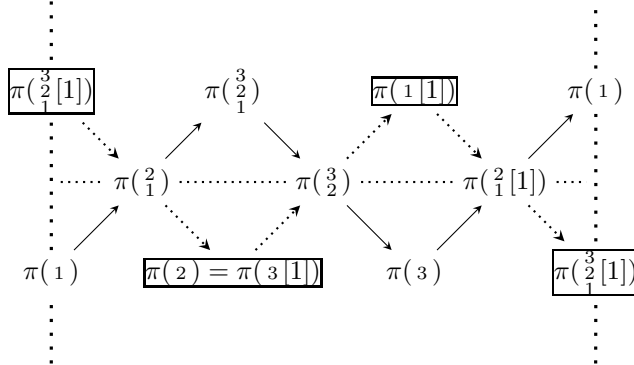 π(3 2 1[1]) π(3 2 1) π(1[1]) π(1)
π(2 1) π(3 2) π(2 1[1])
π(1) π(2) = π(3[1]) π(3) π(3 2 1[1])